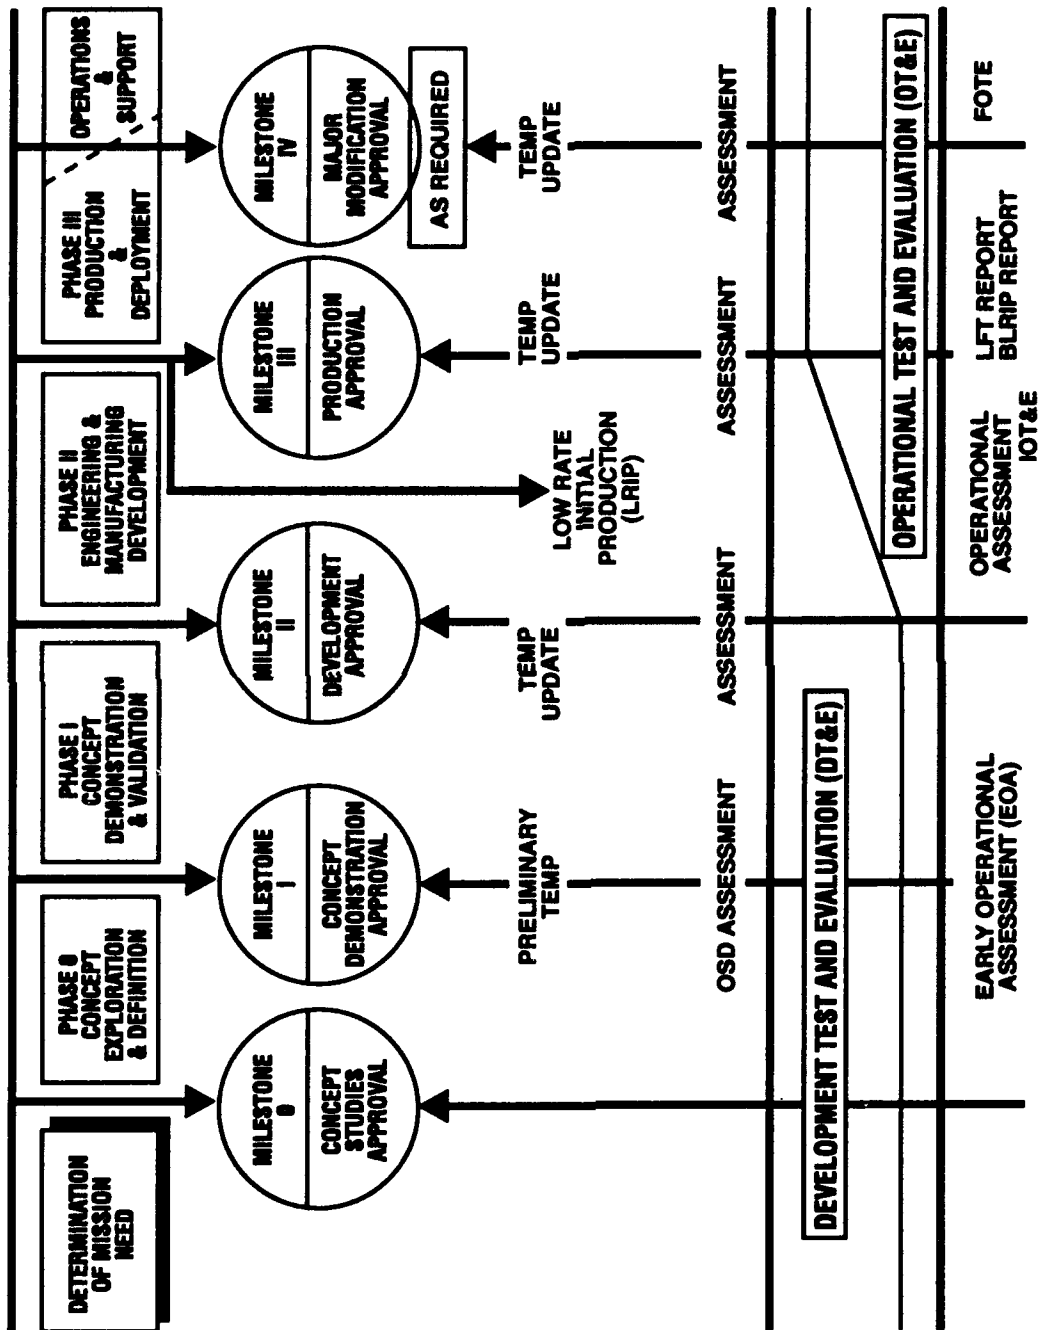 DETERMINATION
OF MISSION
NEED
PHASE 0
CONCEPT
EXPLORATION
& DEFINITION
PHASE I
CONCEPT
DEMONSTRATION
& VALIDATION
PHASE II
ENGINEERING &
MANUFACTURING
DEVELOPMENT
PHASE III
PRODUCTION
&
DEPLOYMENT
OPERATIONS
&
SUPPORT
MILESTONE
0
CONCEPT
STUDIES
APPROVAL
MILESTONE
I
CONCEPT
DEMONSTRATION
APPROVAL
MILESTONE
II
DEVELOPMENT
APPROVAL
MILESTONE
III
PRODUCTION
APPROVAL
MILESTONE
IV
MAJOR
MODIFICATION
APPROVAL
AS REQUIRED
PRELIMINARY
TEMP
TEMP
UPDATE
LOW RATE
INITIAL
PRODUCTION
(LRIP)
TEMP
UPDATE
TEMP
UPDATE
OSD ASSESSMENT
ASSESSMENT
ASSESSMENT
ASSESSMENT
DEVELOPMENT TEST AND EVALUATION (DT&E)
OPERATIONAL TEST AND EVALUATION (OT&E)
EARLY OPERATIONAL
ASSESSMENT (EOA)
OPERATIONAL
ASSESSMENT
IOT&E
LFT REPORT
BLRIP REPORT
FOTE